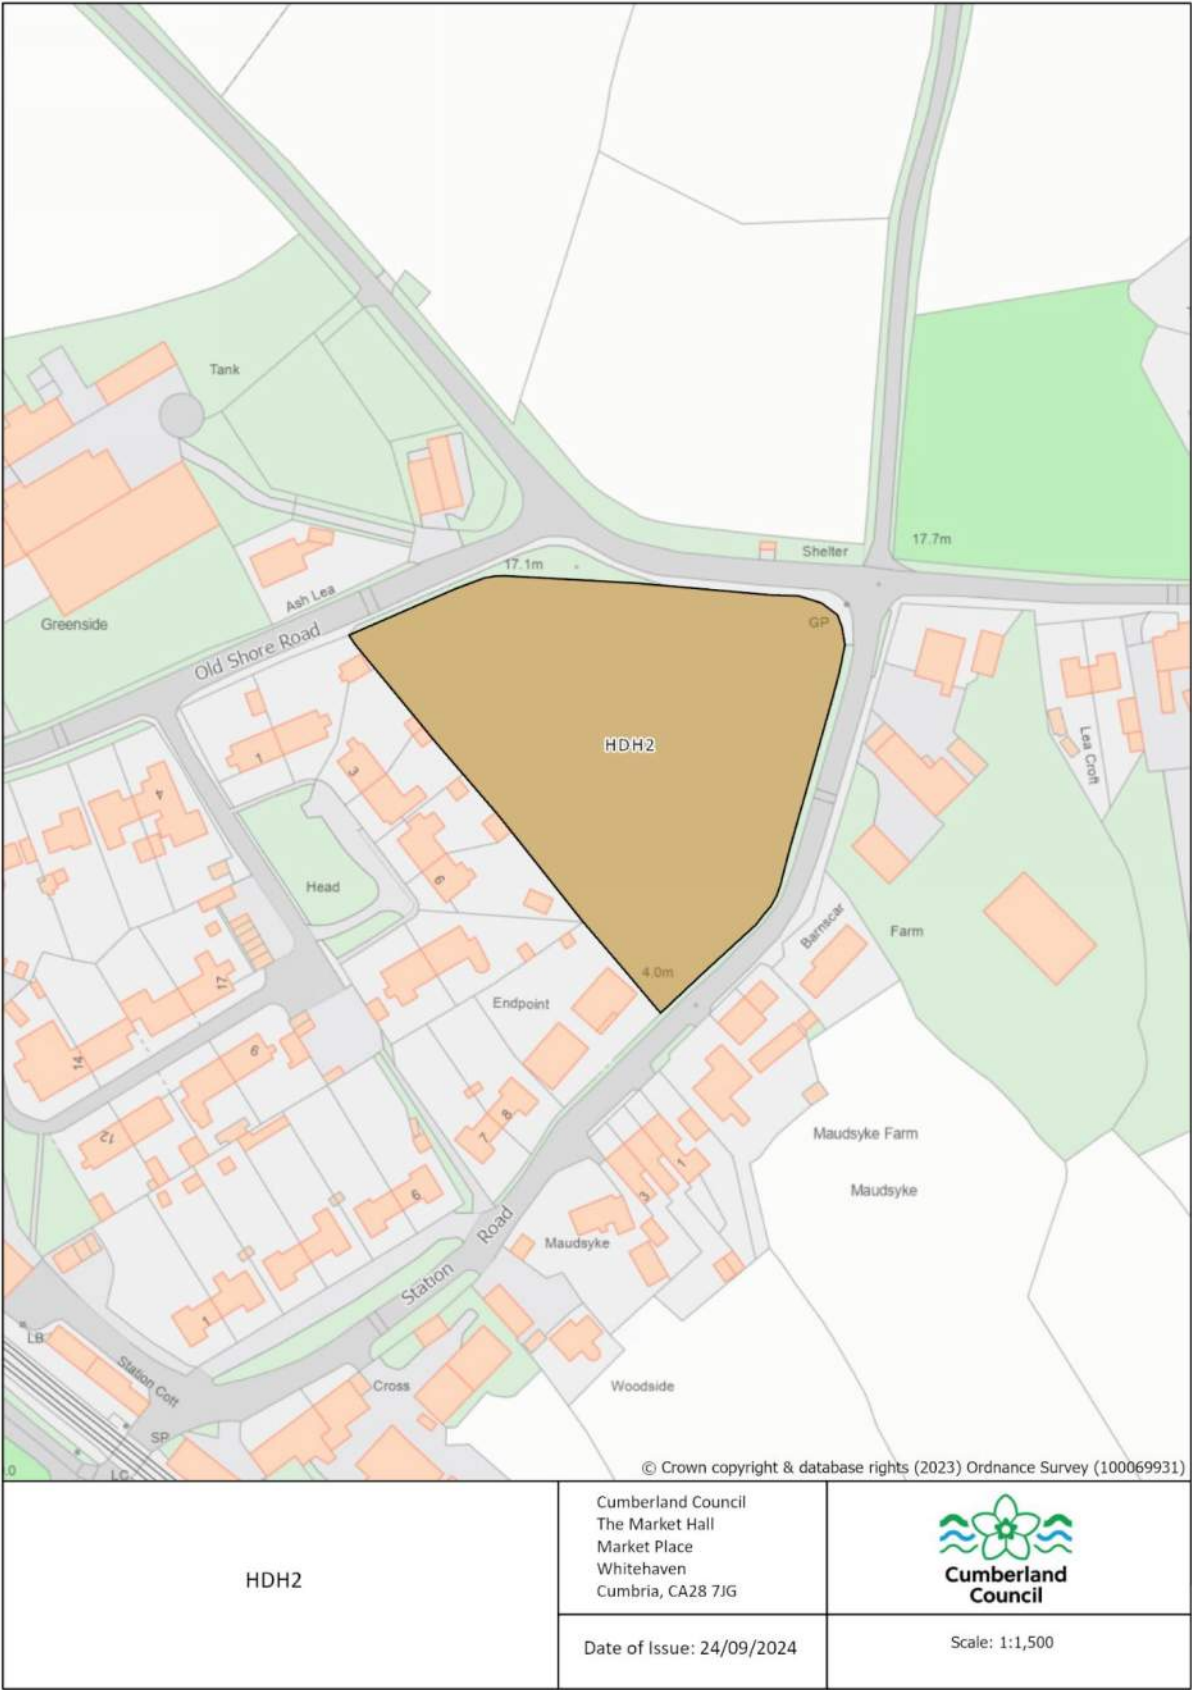 Tank
17.1m
Shelter
17.7m
Ash Lea
GP
Greenside
Old Shore Road
HDH2
1
3
Lea Croft
4
6
Head
Barnscar
Farm
4.0m
17
Endpoint
14
9
12
8
7
Maudsyke Farm
1
Maudsyke
3
6
Road
Maudsyke
Station
1
LB
Station Cott
Cross
Woodside
SP
LC
.0
© Crown copyright & database rights (2023) Ordnance Survey (100069931)
HDH2
Cumberland Council
The Market Hall
Market Place
Whitehaven
Cumbria, CA28 7JG
Cumberland
Council
Date of Issue: 24/09/2024
Scale: 1:1,500